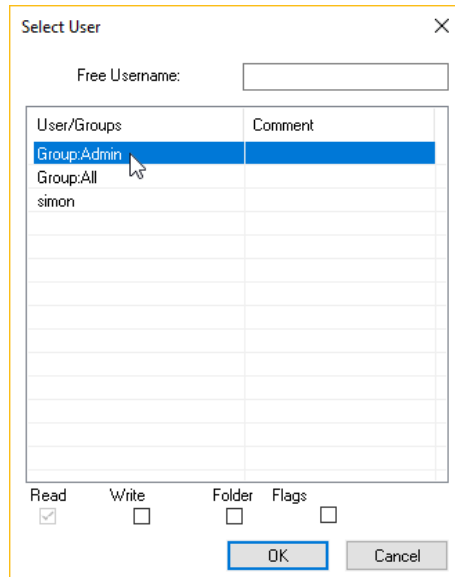 Select User
Free Username:
User/Groups Comment
Group:Admin
Group:All
simon
Read Write Folder Flags
OK Cancel